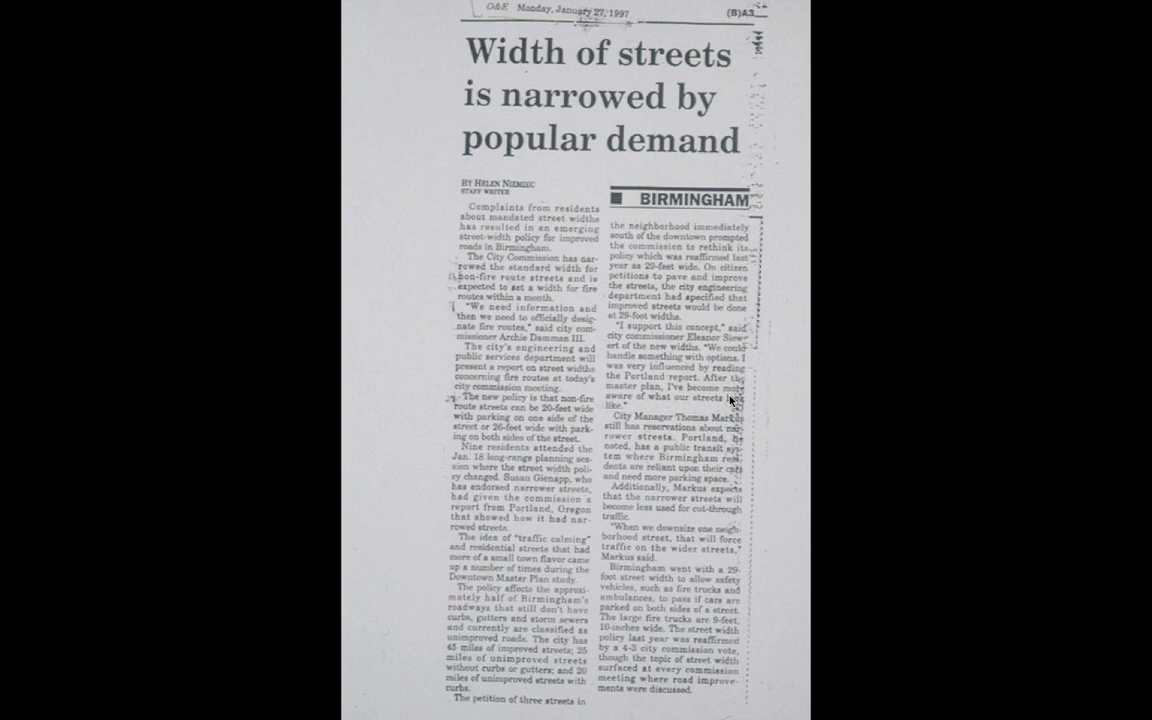 O&E Monday, January 27, 1997
(B)A3
Width of streets
is narrowed by
popular demand
BY HELEN NIEMIEC
STAFF WRITER
Complaints from residents
about mandated street widths
has resulted in an emerging
street-width policy for improved
roads in Birmingham.
The City Commission has nar-
rowed the standard width for
non-fire route streets and is
expected to set a width for fire
routes within a month.
"We need information and
then we need to officially desig-
nate fire routes," said city com-
missioner Archie Damman III.
The city's engineering and
public services department will
present a report on street widths
concerning fire routes at today's
city commission meeting.
The new policy is that non-fire
route streets can be 20-feet wide
with parking on one side of the
street or 26-feet wide with park-
ing on both sides of the street.
Nine residents attended the
Jan. 18 long-range planning ses-
sion where the street width poli-
cy changed. Susan Gienapp, who
has endorsed narrower streets,
had given the commission a
report from Portland, Oregon
that showed how it had nar-
rowed streets.
The idea of "traffic calming"
and residential streets that had
more of a small town flavor came
up a number of times during the
Downtown Master Plan study.
The policy affects the approxi-
mately half of Birmingham's
roadways that still don't have
curbs, gutters and storm sewers
and currently are classified as
unimproved roads. The city has
45 miles of improved streets; 25
miles of unimproved streets
without curbs or gutters; and 20
miles of unimproved streets with
curbs.
The petition of three streets in
BIRMINGHAM
the neighborhood immediately
south of the downtown prompted
the commission to rethink its
policy which was reaffirmed last
year as 29-feet wide. On citizen
petitions to pave and improve
the streets, the city engineering
department had specified that
improved streets would be done
at 29-foot widths.
"I support this concept," said
city commissioner Eleanor Siew-
ert of the new widths. "We could
handle something with options. I
was very influenced by reading
the Portland report. After the
master plan, I've become more
aware of what our streets look
like."
City Manager Thomas Markus
still has reservations about nar-
rower streets. Portland, he
noted, has a public transit sys-
tem where Birmingham resi-
dents are reliant upon their cars
and need more parking space.
Additionally, Markus expects
that the narrower streets will
become less used for cut-through
traffic.
"When we downsize one neigh-
borhood street, that will force
traffic on the wider streets,"
Markus said.
Birmingham went with a 29-
foot street width to allow safety
vehicles, such as fire trucks and
ambulances, to pass if cars are
parked on both sides of a street.
The large fire trucks are 9-feet,
10-inches wide. The street width
policy last year was reaffirmed
by a 4-3 city commission vote,
though the topic of street width
surfaced at every commission
meeting where road improve-
ments were discussed.